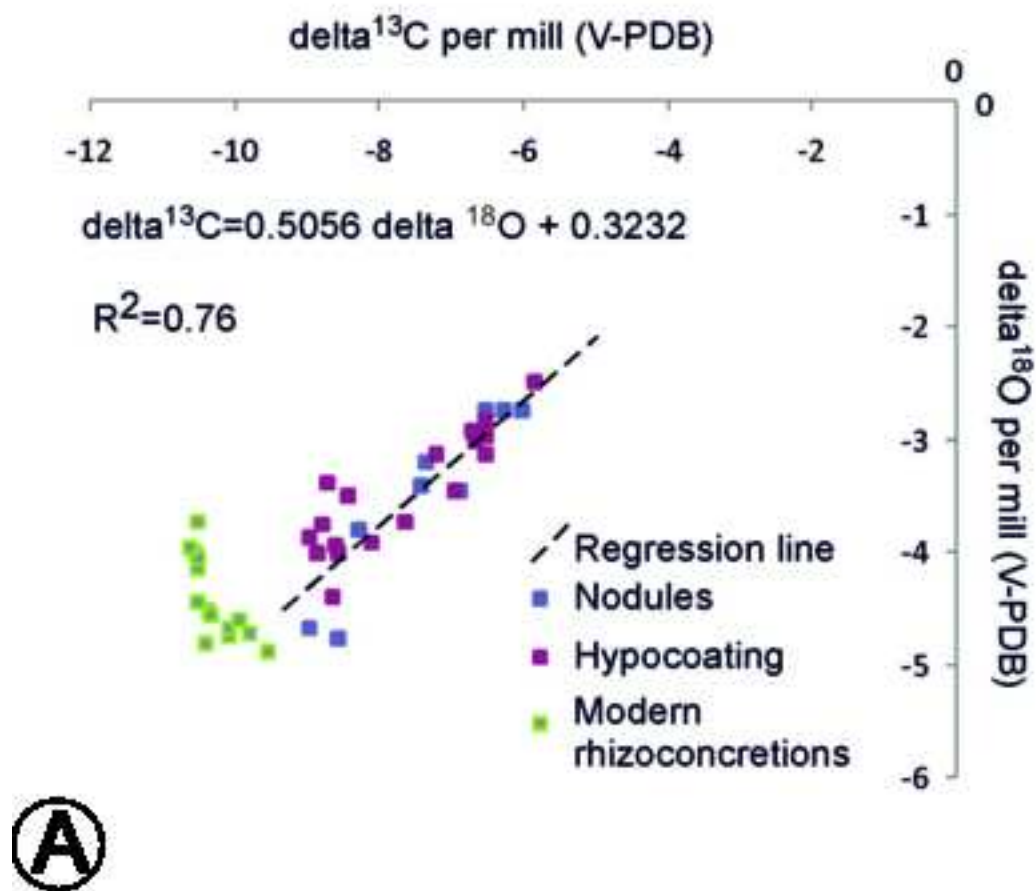 delta¹³C per mill (V-PDB)
0
0
-12 -10 -8 -6 -4 -2
delta¹³C=0.5056 delta ¹⁸O + 0.3232
R²=0.76
-1
-2
-3
-4
-5
-6
delta¹⁸O per mill (V-PDB)
Regression line
Nodules
Hypocoating
Modern
rhizoconcretions
A